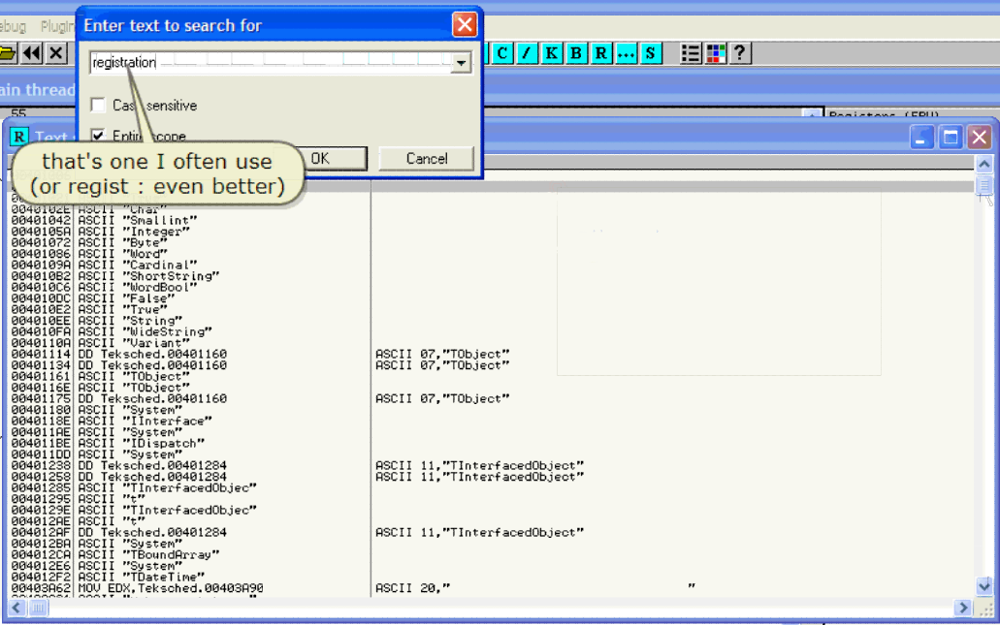 Enter text to search for
ebug Plugin
registration
C / K B R ... S ?
Case sensitive
Entire scope
OK Cancel
that's one I often use
(or regist : even better)
ain thread
55
Registers (FPU)
R Text
0040102E ASCII "Char"
00401042 ASCII "Smallint"
0040105A ASCII "Integer"
00401072 ASCII "Byte"
00401086 ASCII "Word"
0040109A ASCII "Cardinal"
004010B2 ASCII "ShortString"
004010C6 ASCII "WordBool"
004010DC ASCII "False"
004010E2 ASCII "True"
004010EE ASCII "String"
004010FA ASCII "WideString"
0040110A ASCII "Variant"
00401114 DD Teksched.00401160 ASCII 07,"TObject"
00401134 DD Teksched.00401160 ASCII 07,"TObject"
00401161 ASCII "TObject"
0040116E ASCII "TObject"
00401175 DD Teksched.00401160 ASCII 07,"TObject"
00401180 ASCII "System"
0040118E ASCII "IInterface"
004011AE ASCII "System"
004011BE ASCII "IDispatch"
004011DD ASCII "System"
00401238 DD Teksched.00401284 ASCII 11,"TInterfacedObject"
00401258 DD Teksched.00401284 ASCII 11,"TInterfacedObject"
00401285 ASCII "TInterfacedObjec"
00401295 ASCII "t"
0040129E ASCII "TInterfacedObjec"
004012AE ASCII "t"
004012AF DD Teksched.00401284 ASCII 11,"TInterfacedObject"
004012BA ASCII "System"
004012CA ASCII "TBoundArray"
004012E6 ASCII "System"
004012F2 ASCII "TDateTime"
00403A62 MOV EDX,Teksched.00403A90 ASCII 20," "